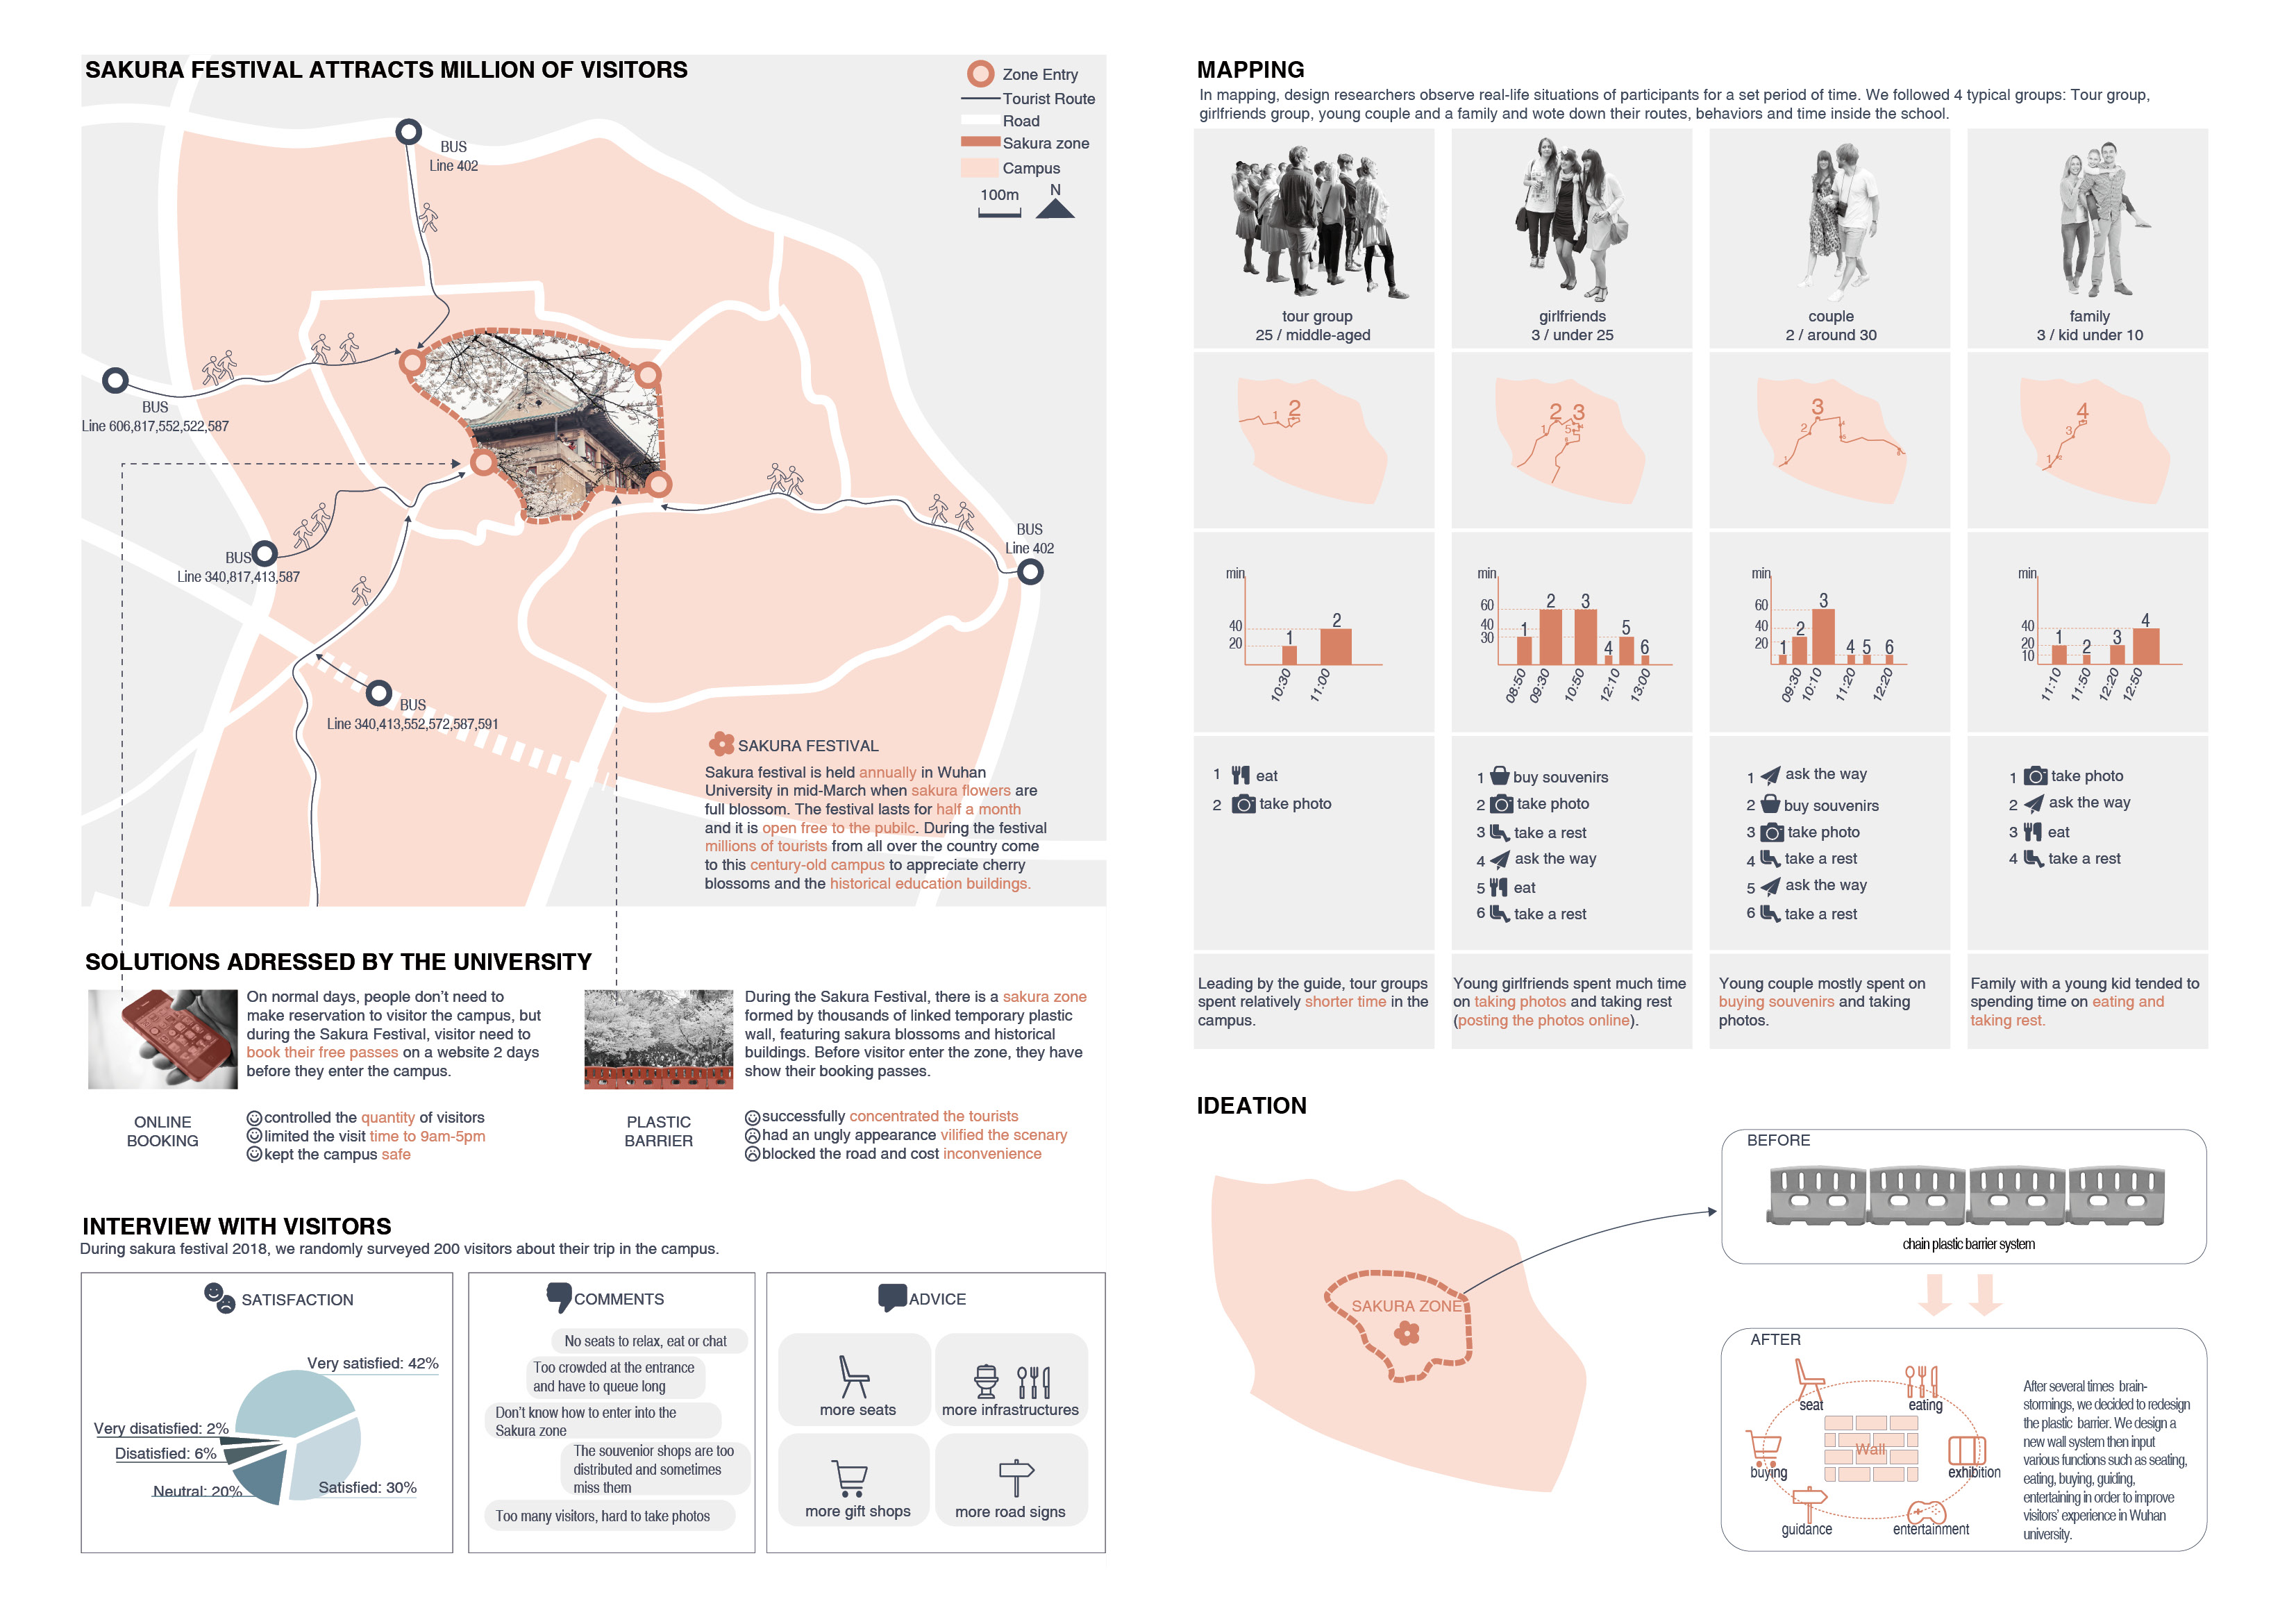 SAKURA FESTIVAL ATTRACTS MILLION OF VISITORS
Zone Entry
Tourist Route
Road
Sakura zone
Campus
100m
N
BUS
Line 402
BUS
Line 606,817,552,522,587
BUS
Line 340,817,413,587
BUS
Line 402
BUS
Line 340,413,552,572,587,591
SAKURA FESTIVAL
Sakura festival is held annually in Wuhan
University in mid-March when sakura flowers are
full blossom. The festival lasts for half a month
and it is open free to the pubilc. During the festival
millions of tourists from all over the country come
to this century-old campus to appreciate cherry
blossoms and the historical education buildings.
SOLUTIONS ADRESSED BY THE UNIVERSITY
On normal days, people don't need to
make reservation to visitor the campus, but
during the Sakura Festival, visitor need to
book their free passes on a website 2 days
before they enter the campus.
ONLINE
BOOKING
controlled the quantity of visitors
limited the visit time to 9am-5pm
kept the campus safe
During the Sakura Festival, there is a sakura zone
formed by thousands of linked temporary plastic
wall, featuring sakura blossoms and historical
buildings. Before visitor enter the zone, they have
show their booking passes.
PLASTIC
BARRIER
successfully concentrated the tourists
had an ungly appearance vilified the scenary
blocked the road and cost inconvenience
INTERVIEW WITH VISITORS
During sakura festival 2018, we randomly surveyed 200 visitors about their trip in the campus.
SATISFACTION
Very satisfied: 42%
Very disatisfied: 2%
Disatisfied: 6%
Neutral: 20%
Satisfied: 30%
COMMENTS
No seats to relax, eat or chat
Too crowded at the entrance
and have to queue long
Don't know how to enter into the
Sakura zone
The souvenior shops are too
distributed and sometimes
miss them
Too many visitors, hard to take photos
ADVICE
more seats
more infrastructures
more gift shops
more road signs
MAPPING
In mapping, design researchers observe real-life situations of participants for a set period of time. We followed 4 typical groups: Tour group,
girlfriends group, young couple and a family and wote down their routes, behaviors and time inside the school.
tour group
25 / middle-aged
girlfriends
3 / under 25
couple
2 / around 30
family
3 / kid under 10
1 2
1 2 3 5
2 3
1 2 3 4
min
40
20
1 2
10:30 11:00
min
60
40
30
1 2 3 4 5 6
08:50 09:30 10:50 12:10 13:00
min
60
40
20
1 2 3 4 5 6
09:30 10:10 11:20 12:20
min
40
20
10
1 2 3 4
11:10 11:50 12:20 12:50
1 eat
2 take photo
1 buy souvenirs
2 take photo
3 take a rest
4 ask the way
5 eat
6 take a rest
1 ask the way
2 buy souvenirs
3 take photo
4 take a rest
5 ask the way
6 take a rest
1 take photo
2 ask the way
3 eat
4 take a rest
Leading by the guide, tour groups
spent relatively shorter time in the
campus.
Young girlfriends spent much time
on taking photos and taking rest
(posting the photos online).
Young couple mostly spent on
buying souvenirs and taking
photos.
Family with a young kid tended to
spending time on eating and
taking rest.
IDEATION
SAKURA ZONE
BEFORE
chain plastic barrier system
AFTER
seat
eating
Wall
buying
exhibition
guidance
entertainment
After several times brain-
stornings, we decided to redesign
the plastic barrier. We design a
new wall system then input
various functions such as seating,
eating, buying, guiding,
entertaining in order to improve
visitors' experience in Wuhan
university.